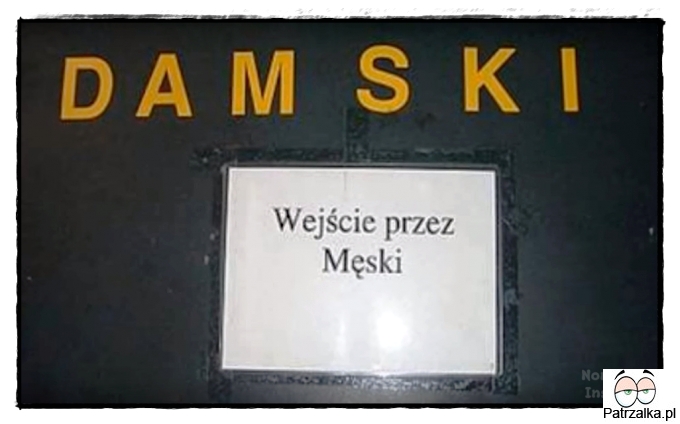 DAMSKI
Wejście przez
Męski
Patrzalka.pl